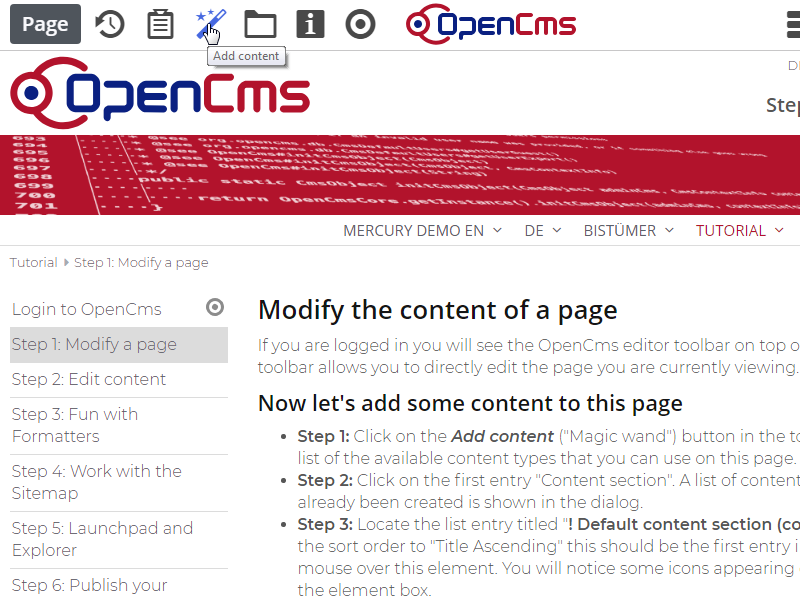 Page
OpenCms
Add content
OpenCms
Step
693
694
695
696
697
698
699
700
701
* @see org.opencms.db.CmsDefaultUsers
* @see OpenCms#initCmsObject(String)
*/
public static CmsObject initCmsObject(CmsObject adminCms, CmsContextInfo
return OpenCmsCore.getInstance().initCmsObject(adminCms, contextInfo
}
MERCURY DEMO EN
DE
BISTÜMER
TUTORIAL
Tutorial
Step 1: Modify a page
Login to OpenCms
Step 1: Modify a page
Step 2: Edit content
Step 3: Fun with
Formatters
Step 4: Work with the
Sitemap
Step 5: Launchpad and
Explorer
Step 6: Publish your
Modify the content of a page
If you are logged in you will see the OpenCms editor toolbar on top o
toolbar allows you to directly edit the page you are currently viewing.
Now let's add some content to this page
• Step 1: Click on the Add content ("Magic wand") button in the to
list of the available content types that you can use on this page.
• Step 2: Click on the first entry "Content section". A list of content
already been created is shown in the dialog.
• Step 3: Locate the list entry titled "! Default content section (co
the sort order to "Title Ascending" this should be the first entry i
mouse over this element. You will notice some icons appearing
the element box.